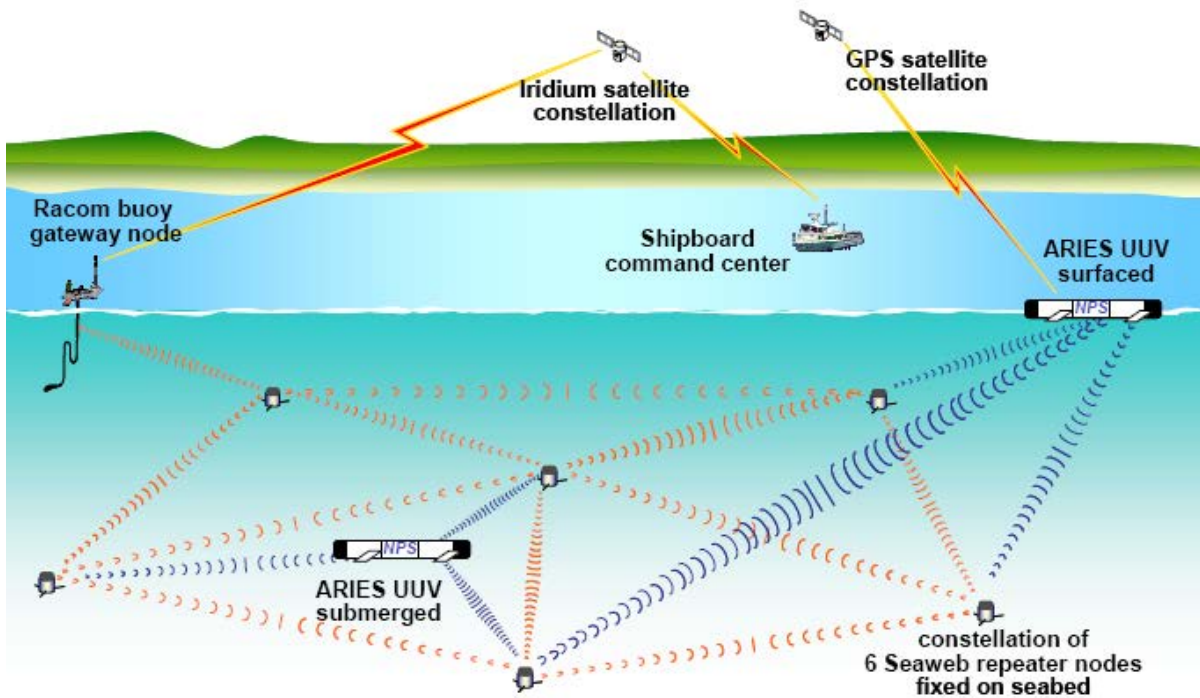 GPS satellite
constellation
Iridium satellite
constellation
Racom buoy
gateway node
Shipboard
command center
ARIES UUV
surfaced
NPS
NPS
ARIES UUV
submerged
constellation of
6 Seaweb repeater nodes
fixed on seabed